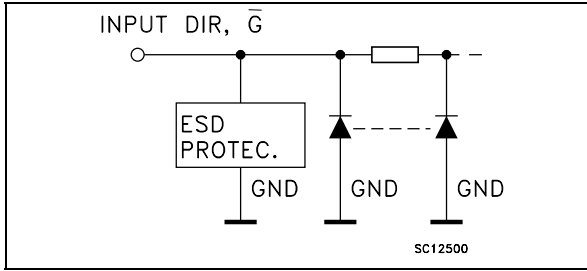 INPUT DIR, G̅
ESD
PROTEC.
GND
GND
GND
SC12500